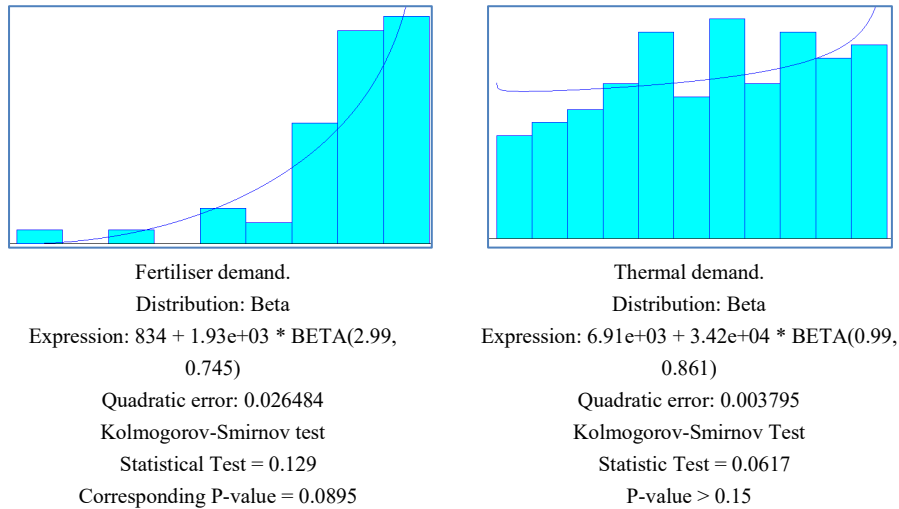 Fertiliser demand.
Distribution: Beta
Expression: 834 + 1.93e+03 * BETA(2.99,
0.745)
Quadratic error: 0.026484
Kolmogorov-Smirnov test
Statistical Test = 0.129
Corresponding P-value = 0.0895
Thermal demand.
Distribution: Beta
Expression: 6.91e+03 + 3.42e+04 * BETA(0.99,
0.861)
Quadratic error: 0.003795
Kolmogorov-Smirnov Test
Statistic Test = 0.0617
P-value > 0.15